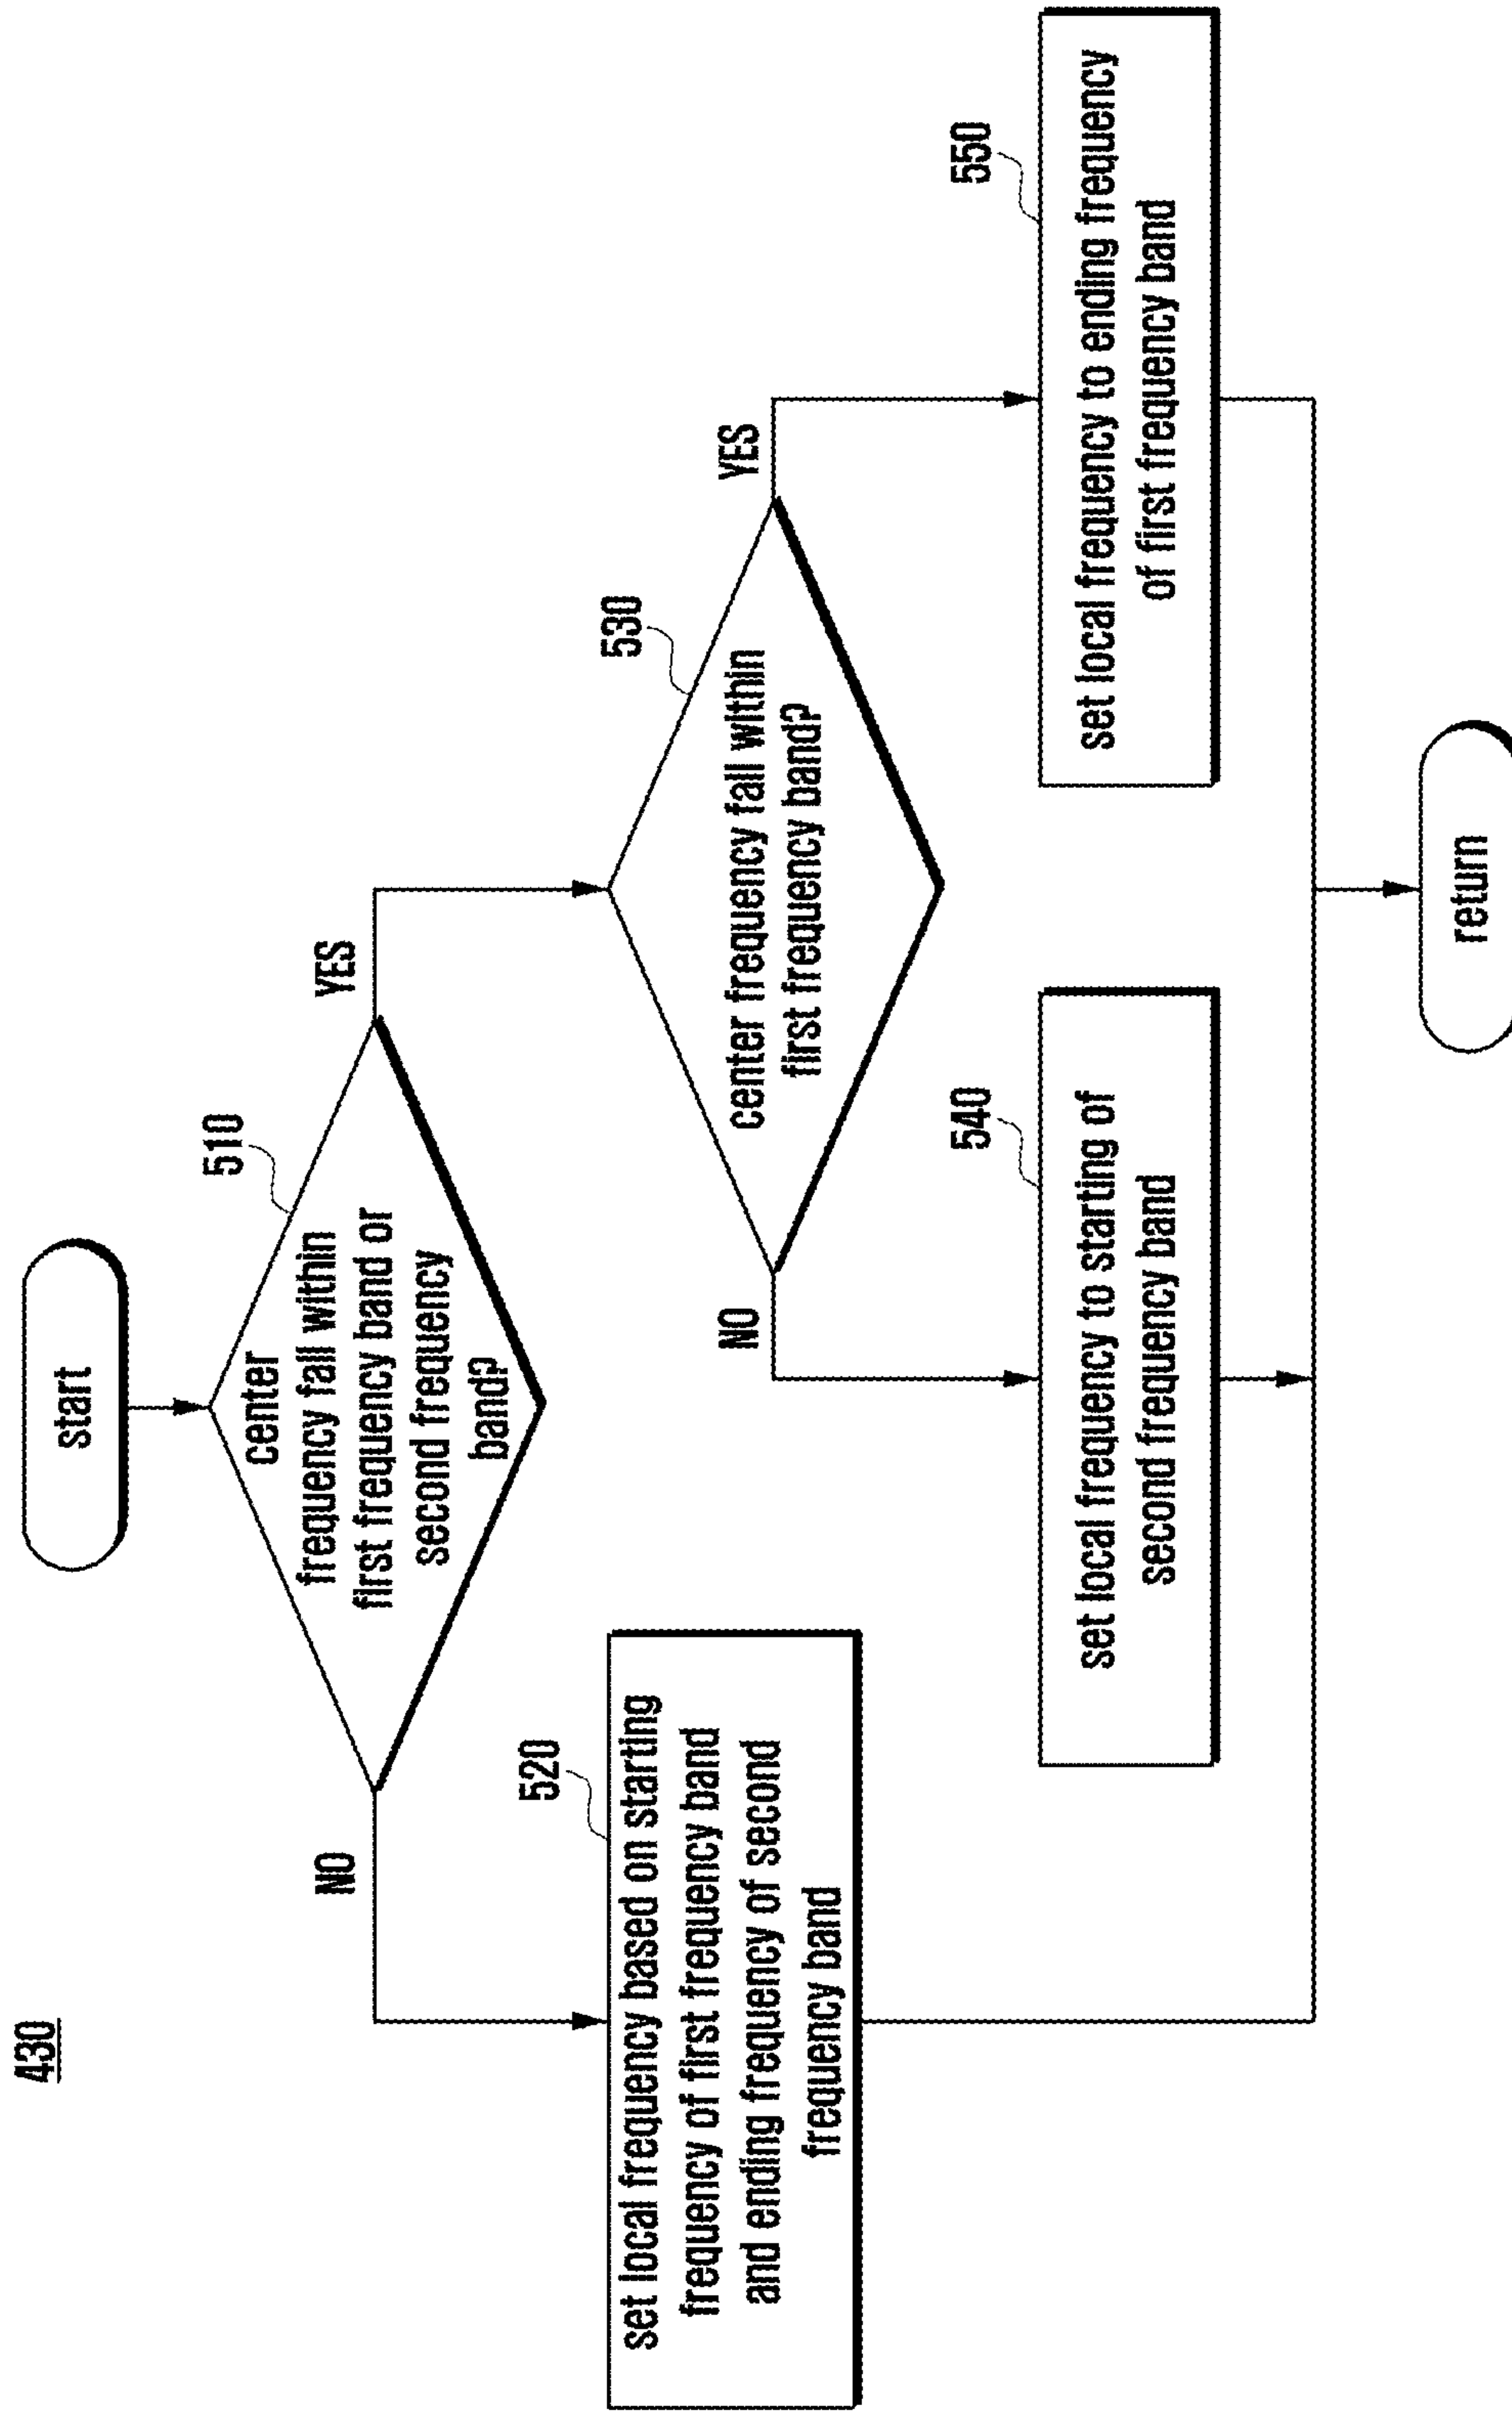 430
start
510
center
frequency fall within
first frequency band or
second frequency
band?
NO
YES
520
set local frequency based on starting
frequency of first frequency band
and ending frequency of second
frequency band
530
center frequency fall within
first frequency band?
NO
YES
540
set local frequency to starting of
second frequency band
550
set local frequency to ending frequency
of first frequency band
return